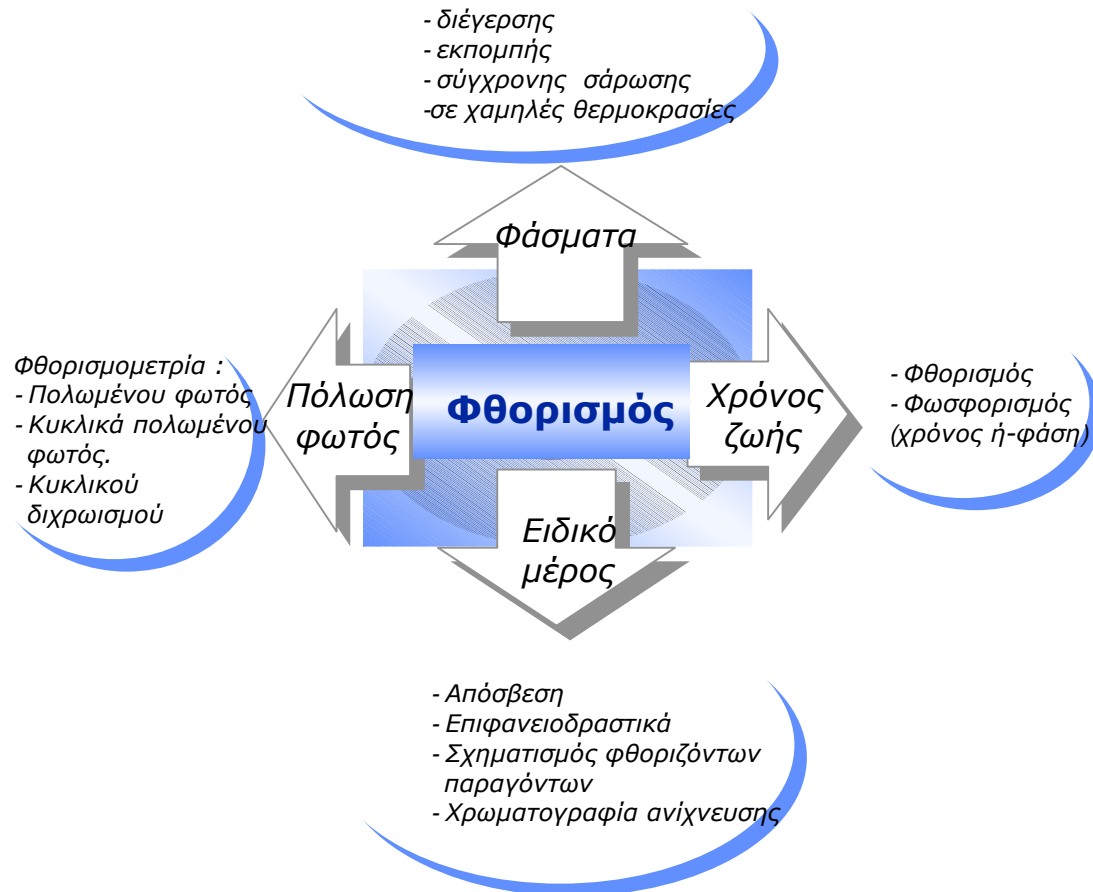 - διέγερσης
- εκπομπής
- σύγχρονης σάρωσης
-σε χαμηλές θερμοκρασίες
Φάσματα
Φθορισμομετρία :
- Πολωμένου φωτός
- Κυκλικά πολωμένου
φωτός.
- Κυκλικού
διχρωισμού
Πόλωση
φωτός
Φθορισμός
Χρόνος
ζωής
- Φθορισμός
- Φωσφορισμός
(χρόνος ή-φάση)
Ειδικό
μέρος
- Απόσβεση
- Επιφανειοδραστικά
- Σχηματισμός φθοριζόντων
παραγόντων
- Χρωματογραφία ανίχνευσης